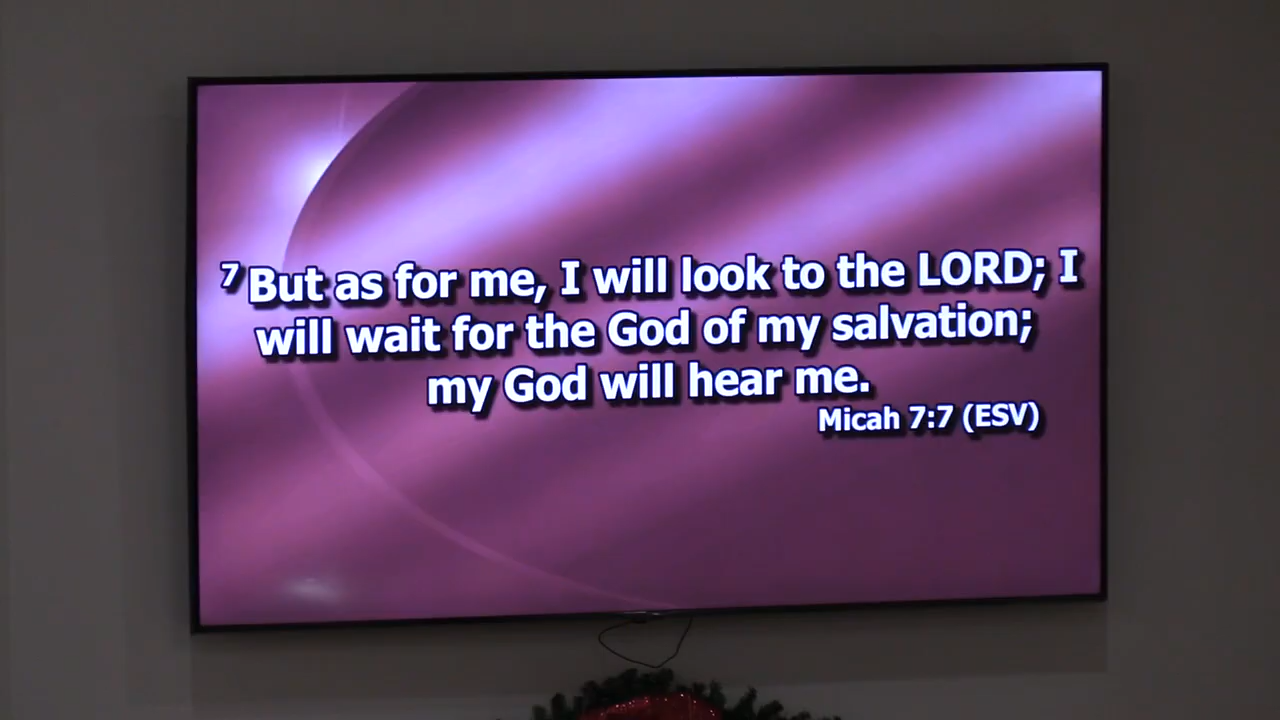 7 But as for me, I will look to the LORD; I
will wait for the God of my salvation;
my God will hear me.
Micah 7:7 (ESV)